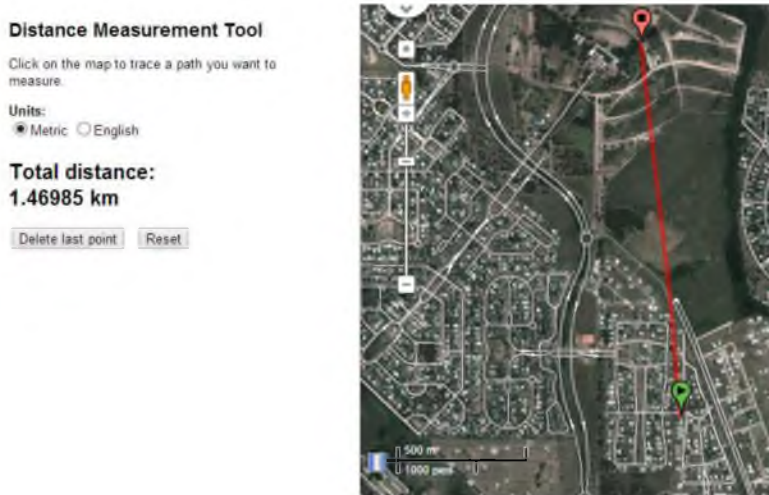 Distance Measurement Tool
Click on the map to trace a path you want to
measure.
Units:
Metric English
Total distance:
1.46985 km
Delete last point Reset
500 m
1000 pies